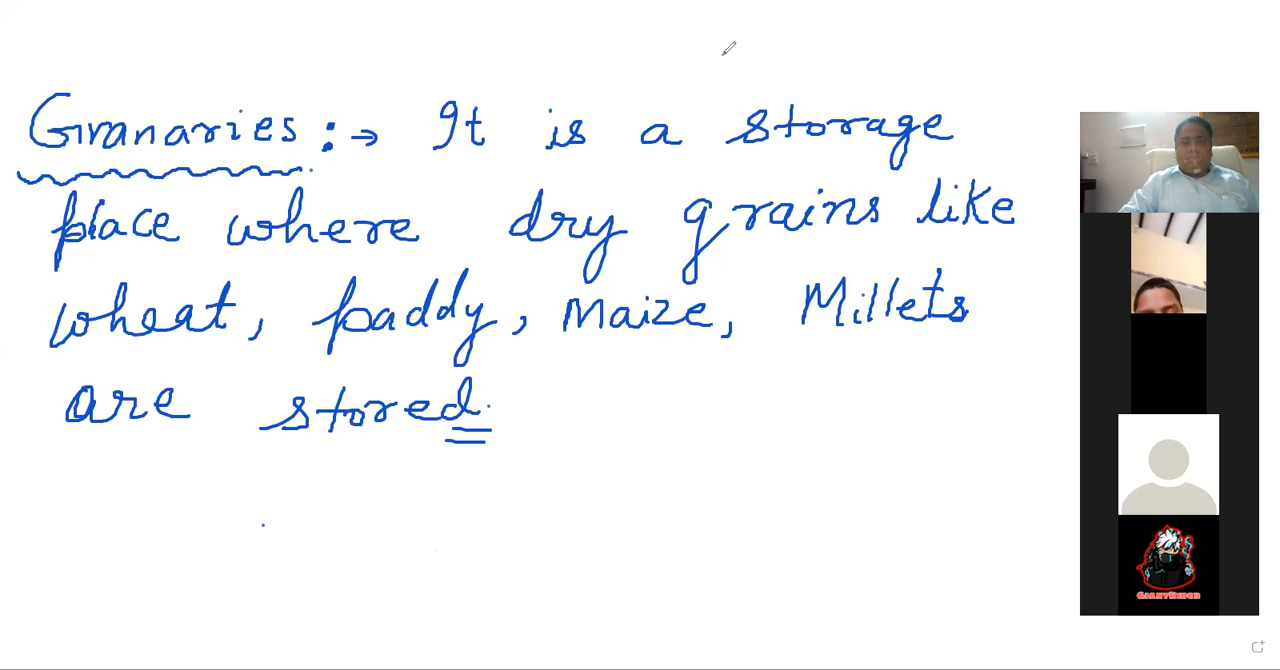 Granaries :→ It is a storage
place where dry grains like
wheat, paddy, Maize, Millets
are stored.